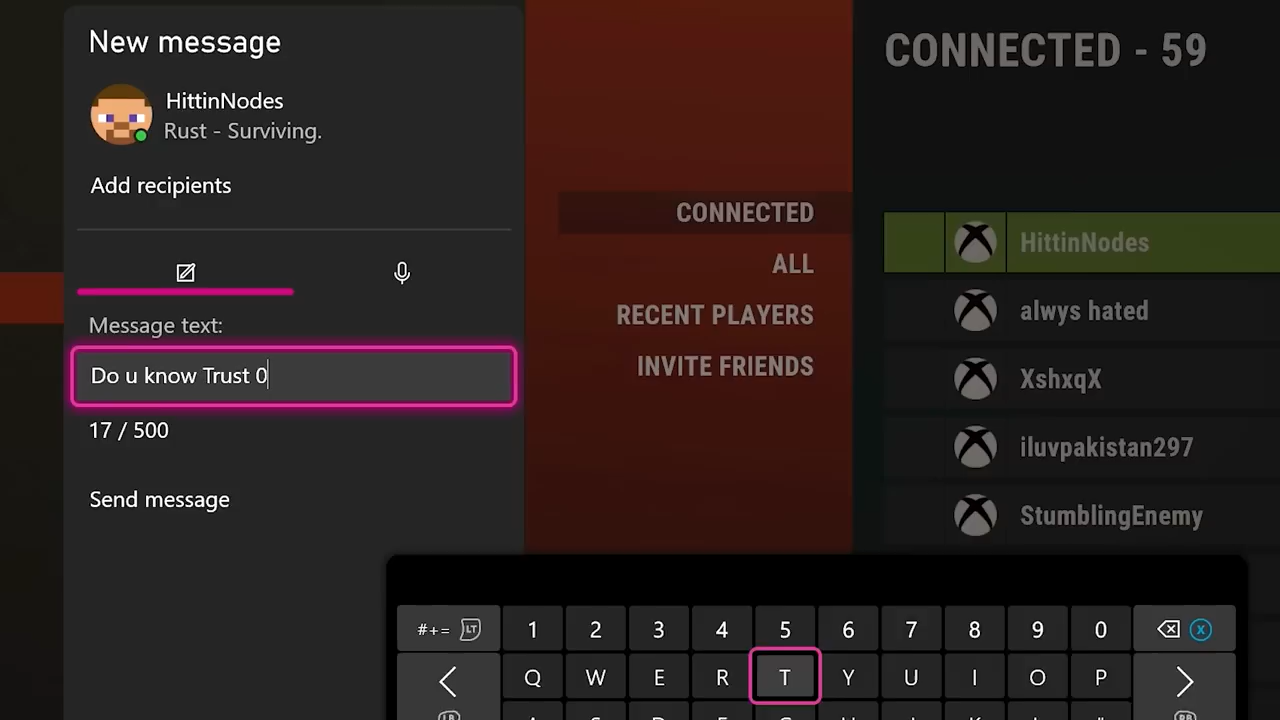 New message
HittinNodes
Rust - Surviving.
Add recipients
Message text:
Do u know Trust 0
17 / 500
Send message
CONNECTED
ALL
RECENT PLAYERS
INVITE FRIENDS
CONNECTED - 59
HittinNodes
alwys hated
XshxqX
iluvpakistan297
StumblingEnemy
#+= LT 1 2 3 4 5 6 7 8 9 0 X
Q W E R T Y U I O P